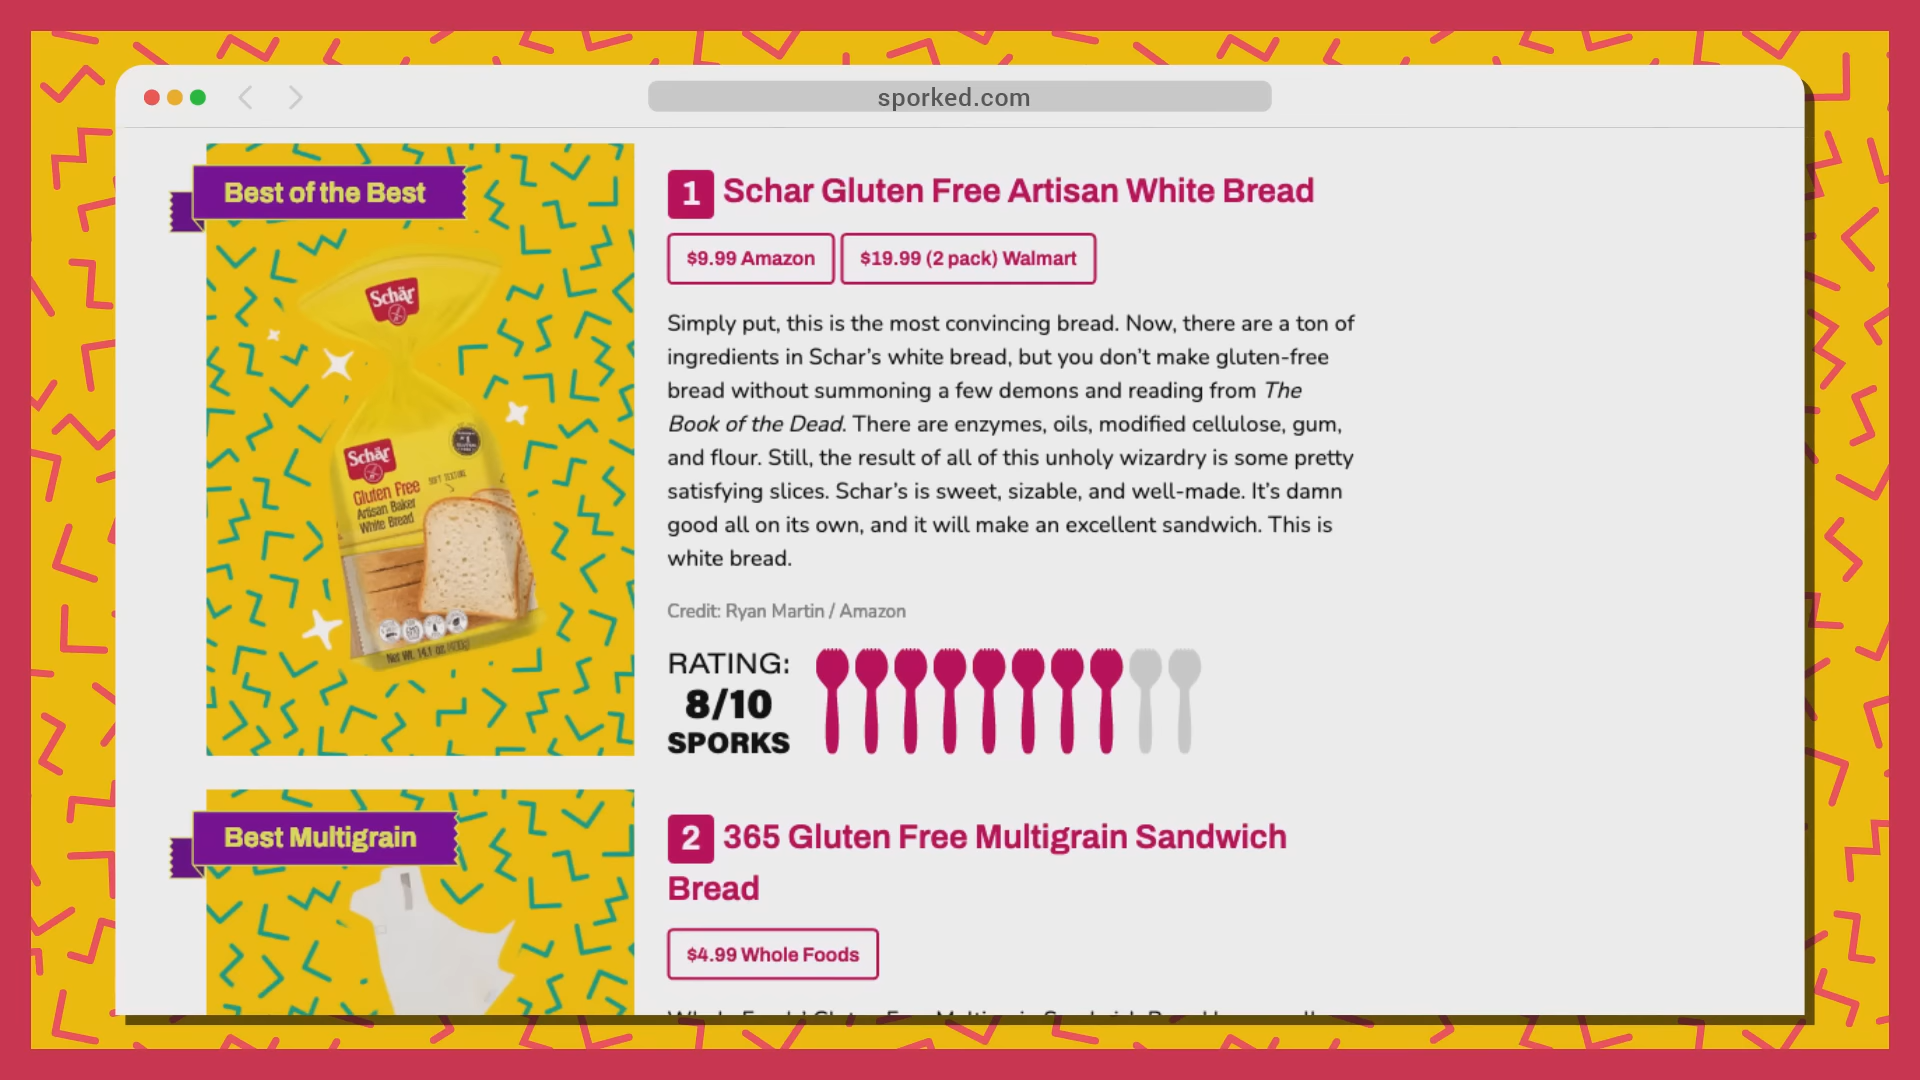 sporked.com
Best of the Best
Schär
Schär
Gluten Free
Artisan Baker
White Bread
Net Wt. 14.1 oz
1 Schar Gluten Free Artisan White Bread
$9.99 Amazon $19.99 (2 pack) Walmart
Simply put, this is the most convincing bread. Now, there are a ton of
ingredients in Schar’s white bread, but you don’t make gluten-free
bread without summoning a few demons and reading from The
Book of the Dead. There are enzymes, oils, modified cellulose, gum,
and flour. Still, the result of all of this unholy wizardry is some pretty
satisfying slices. Schar’s is sweet, sizable, and well-made. It’s damn
good all on its own, and it will make an excellent sandwich. This is
white bread.
Credit: Ryan Martin / Amazon
RATING:
8/10
SPORKS
Best Multigrain
2 365 Gluten Free Multigrain Sandwich
Bread
$4.99 Whole Foods